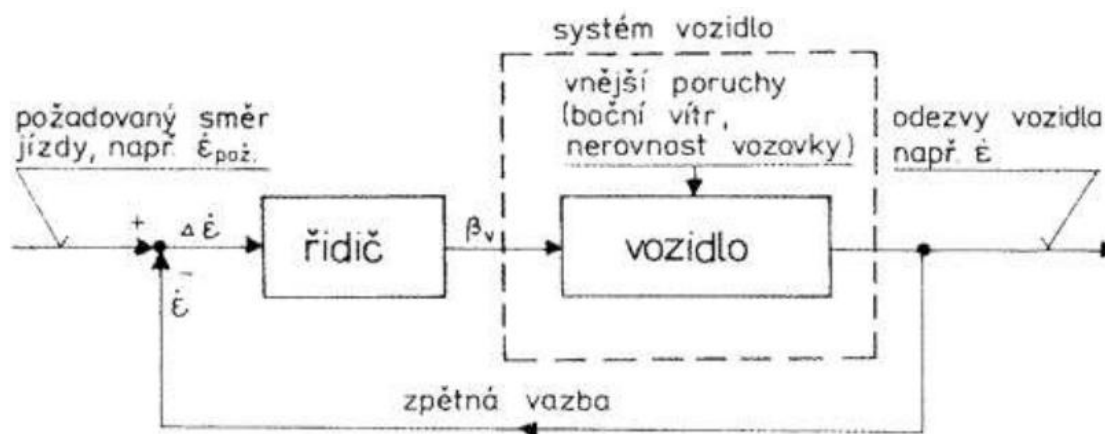 systém vozidlo
vnější poruchy
(boční vítr,
nerovnost vozovky)
požadovaný směr
jízdy, např. ε̇pož.
odezvy vozidla
např. ε̇
+
Δ ε̇
řidič
βv
vozidlo
-
ε̇
zpětná vazba